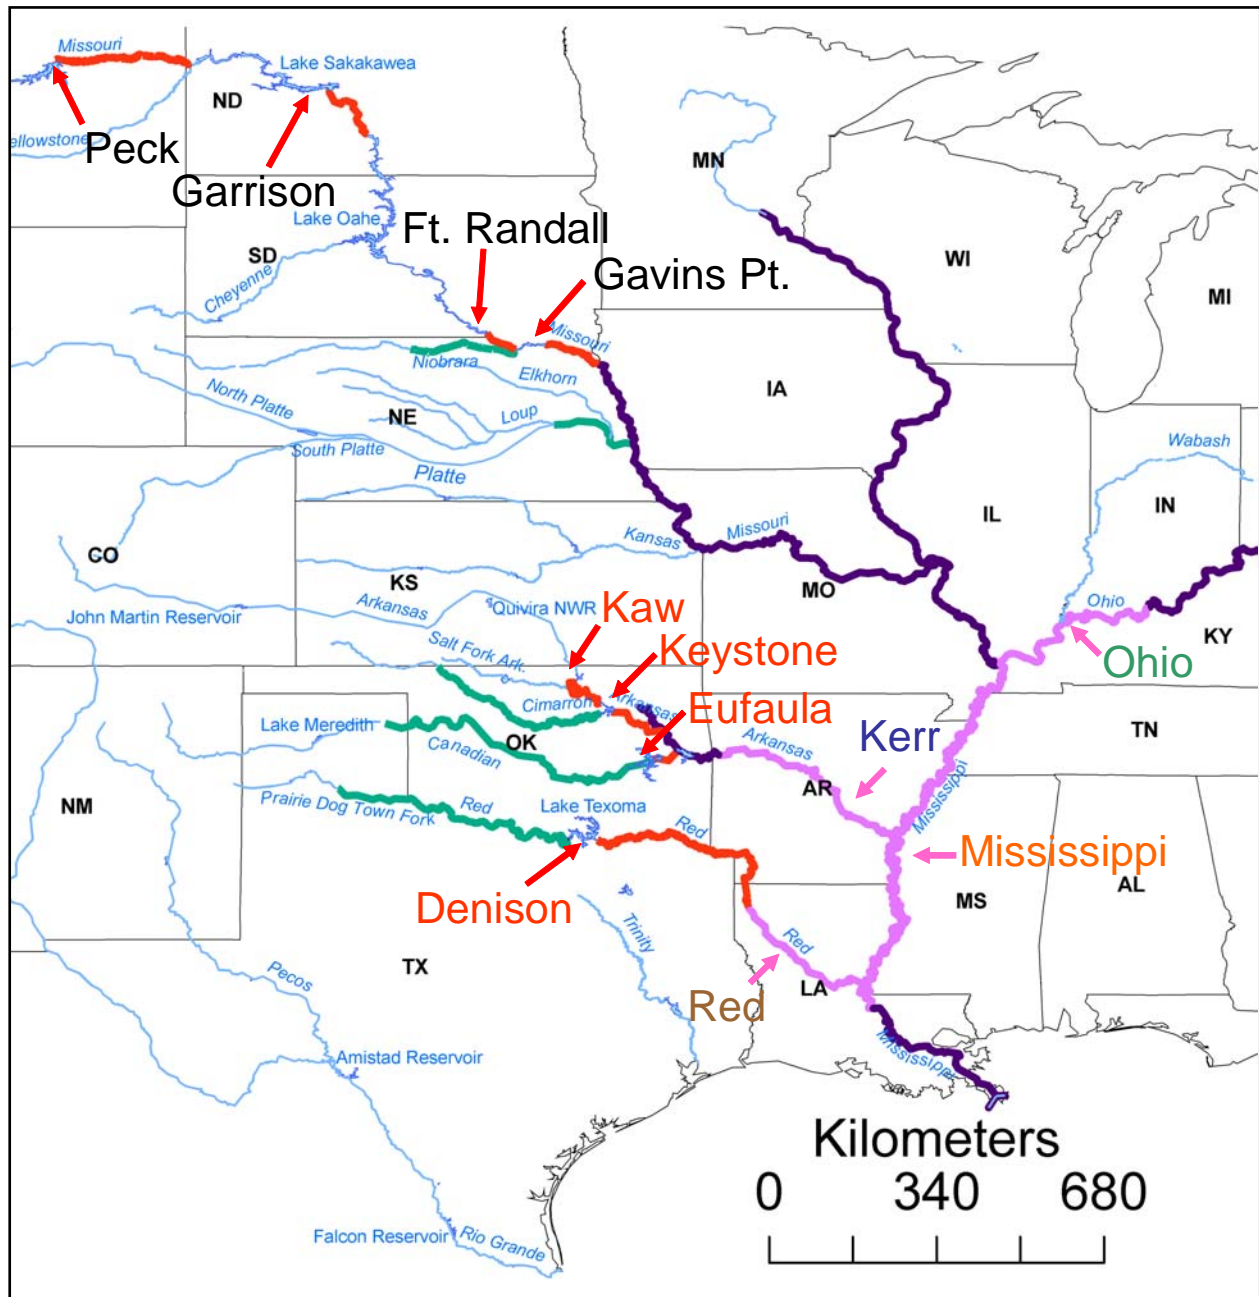 Missouri
Lake Sakakawea
ND
ellowstone
Peck
Garrison
MN
Lake Oahe
Ft. Randall
SD
Cheyenne
Gavins Pt.
WI
MI
Missouri
Niobrara
Elkhorn
North Platte
NE
Loup
IA
South Platte
Platte
Wabash
IL
IN
Missouri
Kansas
CO
KS
MO
Arkansas
Quivira NWR
Kaw
Ohio
John Martin Reservoir
KY
Salt Fork Ark.
Keystone
Ohio
Cimarron
Arkansas
Eufaula
Lake Meredith
OK
Canadian
Arkansas
Kerr
TN
AR
NM
Prairie Dog Town Fork
Red
Lake Texoma
Red
Mississippi
Mississippi
Denison
MS
AL
Trinity
Red
TX
Pecos
LA
Red
Mississippi
Amistad Reservoir
Kilometers
0 340 680
Falcon Reservoir
Rio Grande